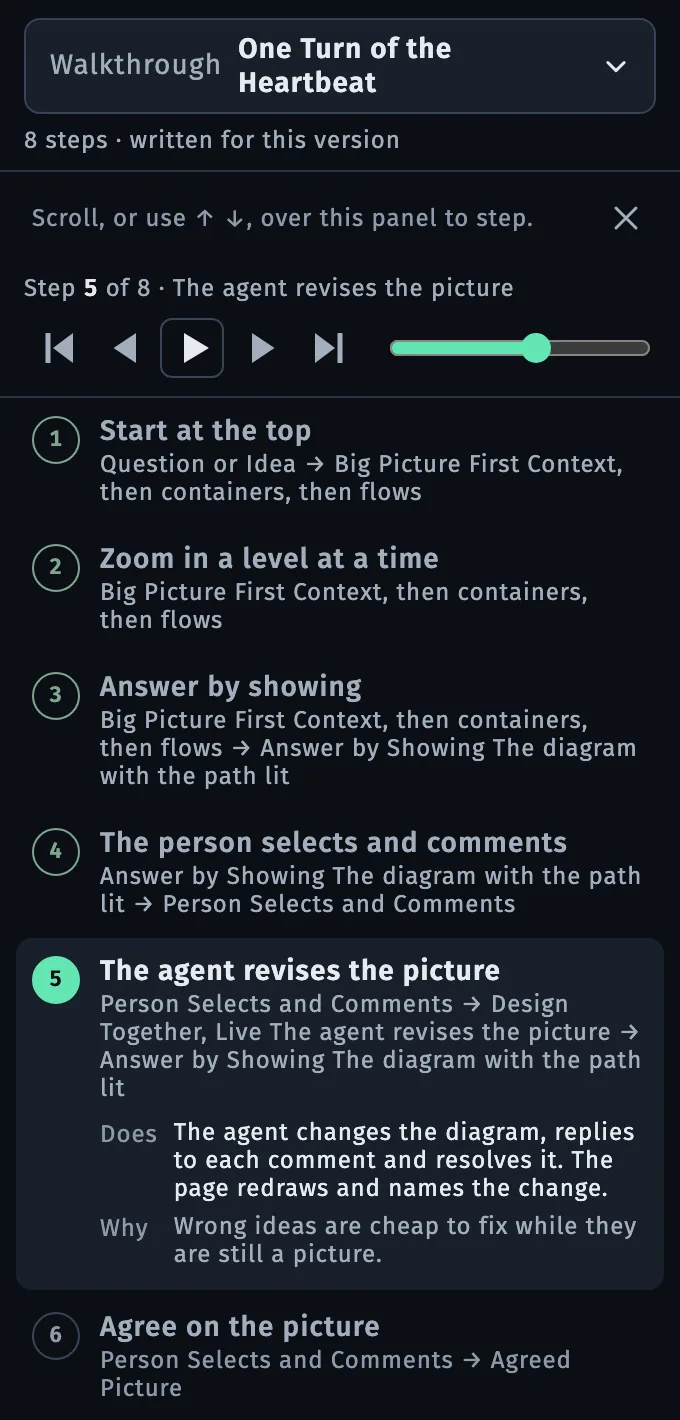 Walkthrough
One Turn of the
Heartbeat
8 steps · written for this version
Scroll, or use ↑ ↓, over this panel to step.
Step 5 of 8 · The agent revises the picture
1
Start at the top
Question or Idea → Big Picture First Context,
then containers, then flows
2
Zoom in a level at a time
Big Picture First Context, then containers,
then flows
3
Answer by showing
Big Picture First Context, then containers,
then flows → Answer by Showing The diagram
with the path lit
4
The person selects and comments
Answer by Showing The diagram with the path
lit → Person Selects and Comments
5
The agent revises the picture
Person Selects and Comments → Design
Together, Live The agent revises the picture →
Answer by Showing The diagram with the path
lit
Does
The agent changes the diagram, replies
to each comment and resolves it. The
page redraws and names the change.
Why
Wrong ideas are cheap to fix while they
are still a picture.
6
Agree on the picture
Person Selects and Comments → Agreed
Picture